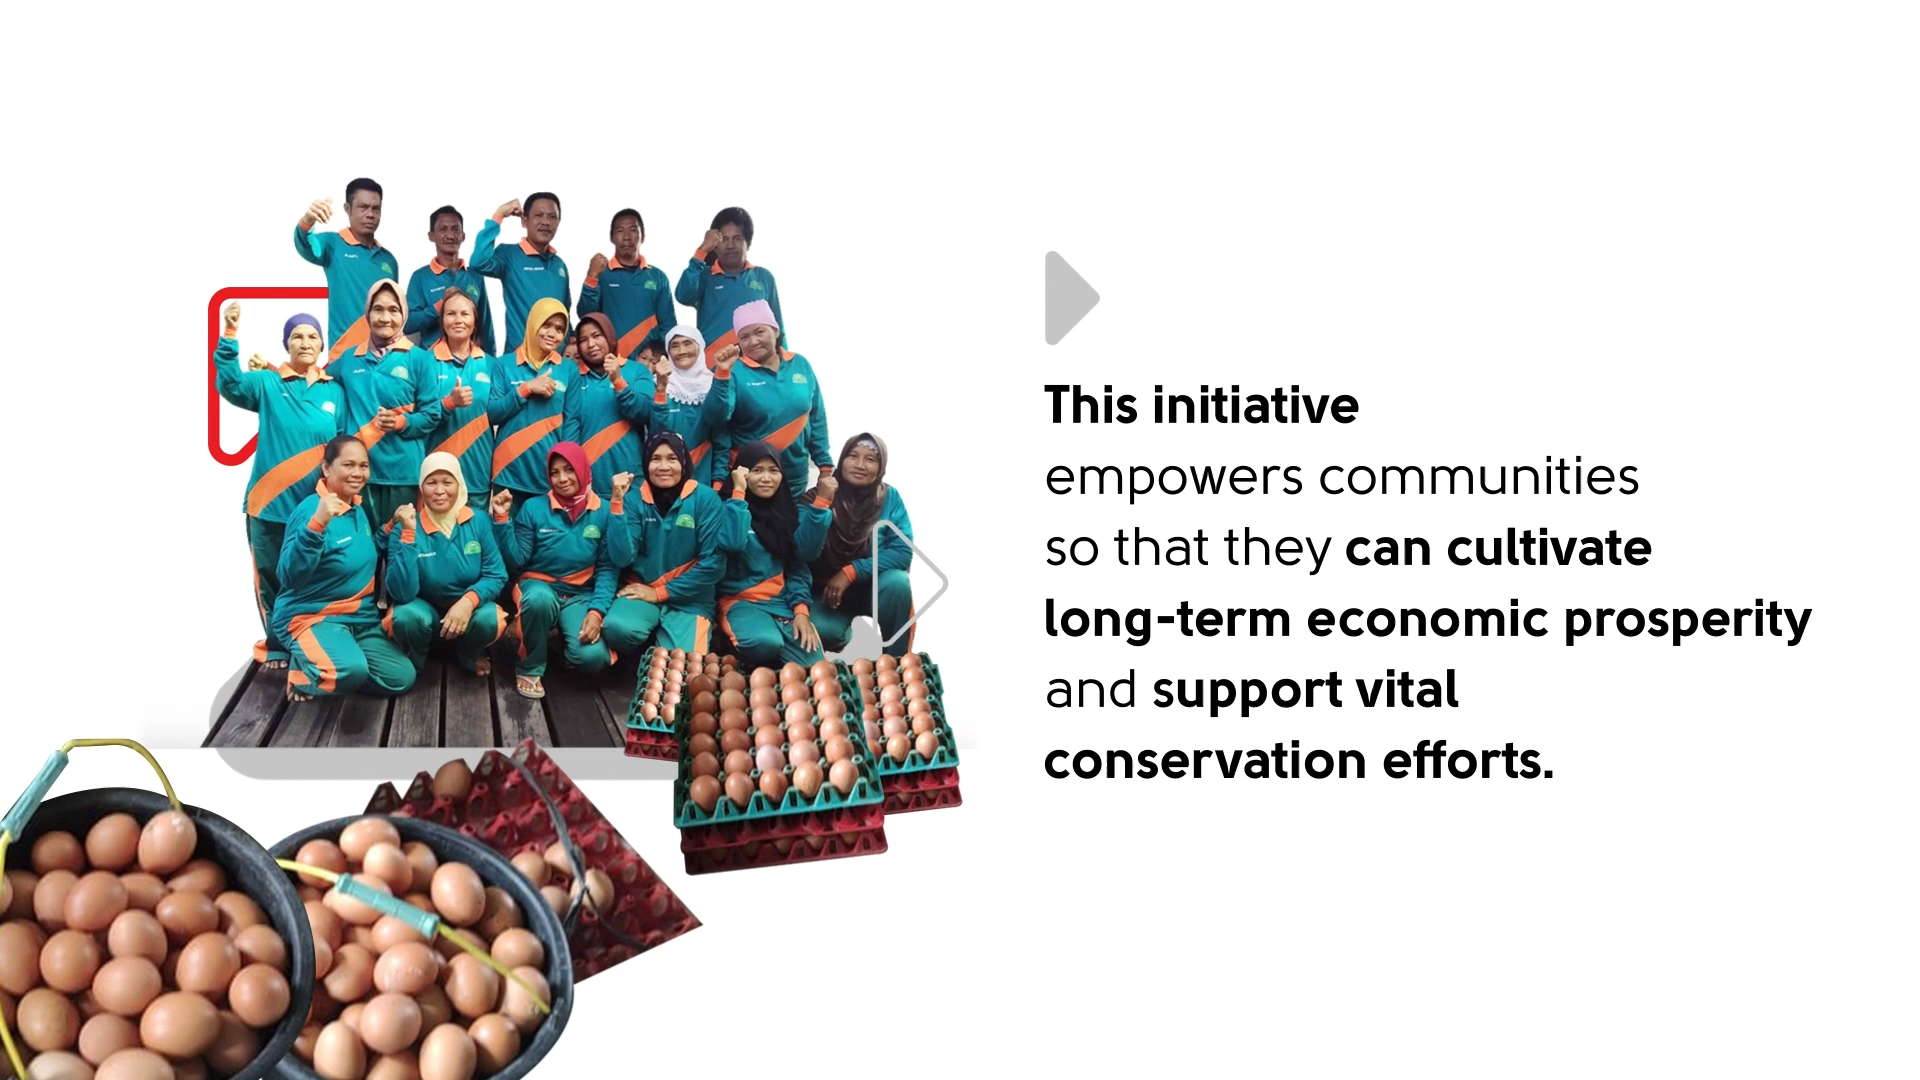 This initiative
empowers communities
so that they can cultivate
long-term economic prosperity
and support vital
conservation efforts.